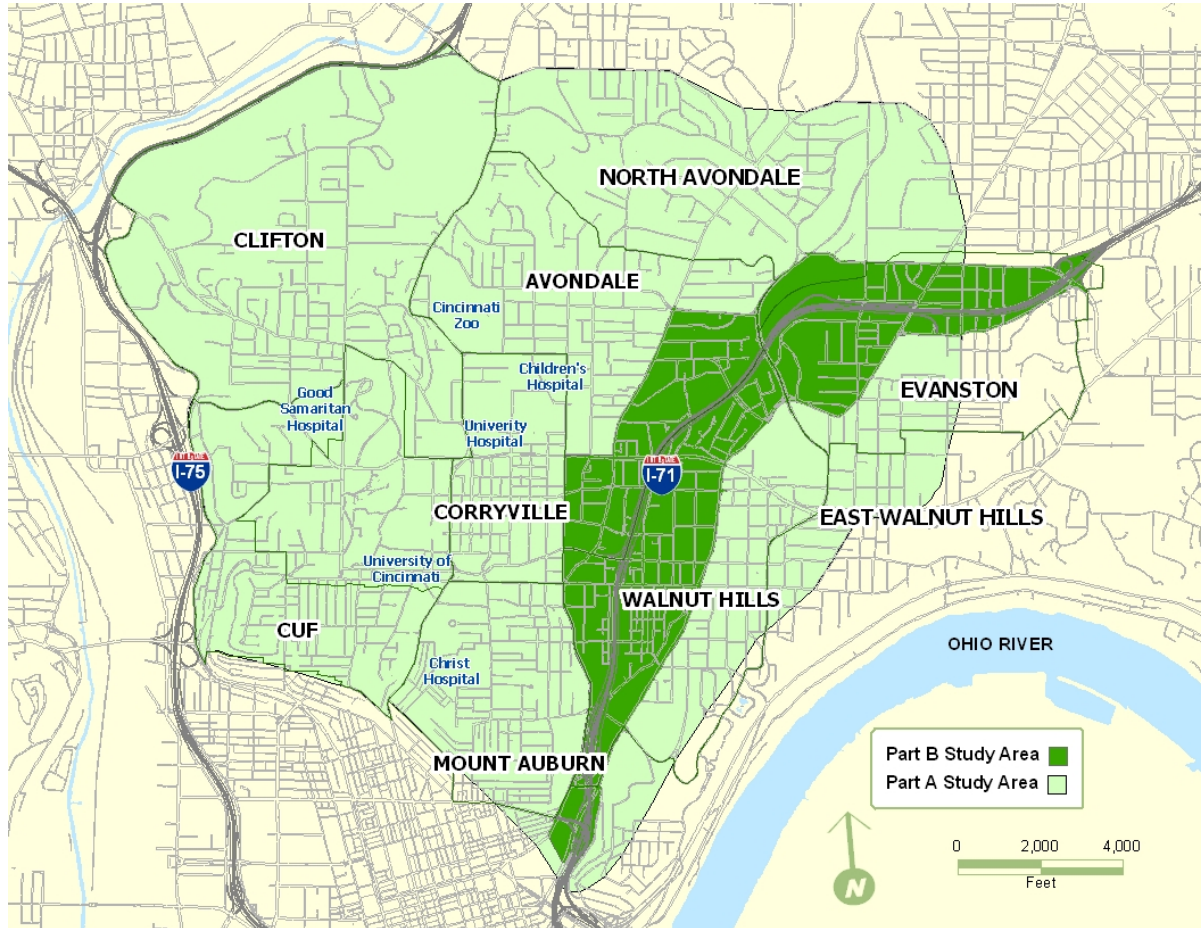 NORTH AVONDALE
CLIFTON
AVONDALE
Cincinnati
Zoo
Children's
Hospital
Good
Samaritan
Hospital
EVANSTON
Univerity
Hospital
I-75
I-71
CORRYVILLE
EAST WALNUT HILLS
University of
Cincinnati
WALNUT HILLS
CUF
OHIO RIVER
Christ
Hospital
MOUNT AUBURN
Part B Study Area
Part A Study Area
N
0 2,000 4,000
Feet